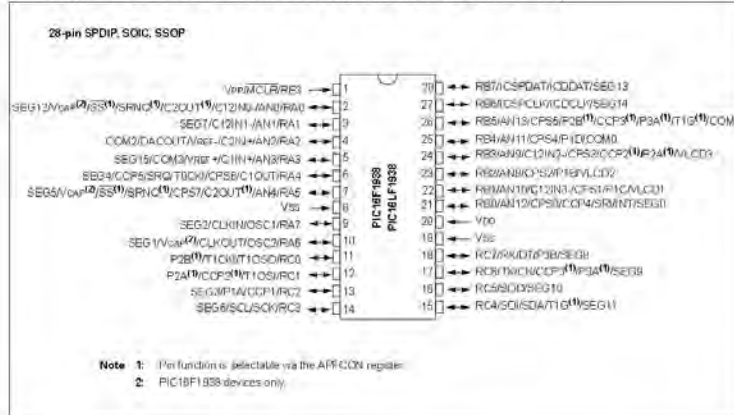 28-pin SPDIP, SOIC, SSOP
VPP/MCLR/RE3
SEG12/VCAP(2)/SS(1)/SRNQ(1)/C2OUT(1)/C12IN0-/AN0/RA0
SEG7/C12IN1-/AN1/RA1
COM2/DACOUT/VREF-/C2IN+/AN2/RA2
SEG15/COM3/VREF+/C1IN+/AN3/RA3
SEG4/CCP5/SRQ/T0CKI/CPS6/C1OUT/RA4
SEG5/VCAP(2)/SS(1)/SRNQ(1)/CPS7/C2OUT(1)/AN4/RA5
VSS
SEG2/CLKIN/OSC1/RA7
SEG1/VCAP(2)/CLKOUT/OSC2/RA6
P2B(1)/T1CKI/T1OSO/RC0
P2A(1)/CCP2(1)/T1OSI/RC1
SEG3/P1A/CCP1/RC2
SEG6/SCL/SCK/RC3
1
2
3
4
5
6
7
8
9
10
11
12
13
14
PIC16F1938
PIC16LF1938
28
27
26
25
24
23
22
21
20
19
18
17
16
15
RB7/ICSPDAT/ICDDAT/SEG13
RB6/ICSPCLK/ICDCLK/SEG14
RB5/AN13/CPS5/P2B(1)/CCP3(1)/P3A(1)/T1G(1)/COM
RB4/AN11/CPS4/P1D/COM0
RB3/AN9/C12IN2-/CPS3/CCP2(1)/P2A(1)/VLCD3
RB2/AN8/CPS2/P1B/VLCD2
RB1/AN10/C12IN3-/CPS1/P1C/VLCD1
RB0/AN12/CPS0/CCP4/SRI/INT/SEG0
VDD
VSS
RC7/RX/DT/P3B/SEG8
RC6/TX/CK/CCP3(1)/P3A(1)/SEG9
RC5/SDO/SEG10
RC4/SDI/SDA/T1G(1)/SEG11
Note 1: Pin function is selectable via the APFCON register.
2: PIC16F1938 devices only.